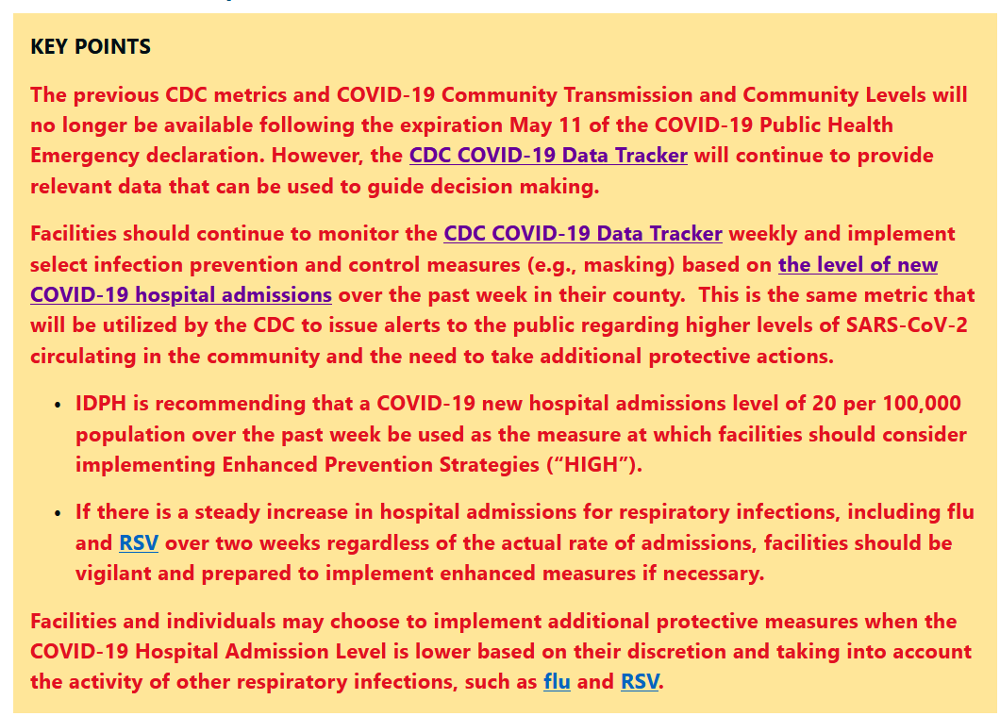 KEY POINTS
The previous CDC metrics and COVID-19 Community Transmission and Community Levels will
no longer be available following the expiration May 11 of the COVID-19 Public Health
Emergency declaration. However, the CDC COVID-19 Data Tracker will continue to provide
relevant data that can be used to guide decision making.
Facilities should continue to monitor the CDC COVID-19 Data Tracker weekly and implement
select infection prevention and control measures (e.g., masking) based on the level of new
COVID-19 hospital admissions over the past week in their county.  This is the same metric that
will be utilized by the CDC to issue alerts to the public regarding higher levels of SARS-CoV-2
circulating in the community and the need to take additional protective actions.
• IDPH is recommending that a COVID-19 new hospital admissions level of 20 per 100,000
population over the past week be used as the measure at which facilities should consider
implementing Enhanced Prevention Strategies (“HIGH”).
• If there is a steady increase in hospital admissions for respiratory infections, including flu
and RSV over two weeks regardless of the actual rate of admissions, facilities should be
vigilant and prepared to implement enhanced measures if necessary.
Facilities and individuals may choose to implement additional protective measures when the
COVID-19 Hospital Admission Level is lower based on their discretion and taking into account
the activity of other respiratory infections, such as flu and RSV.